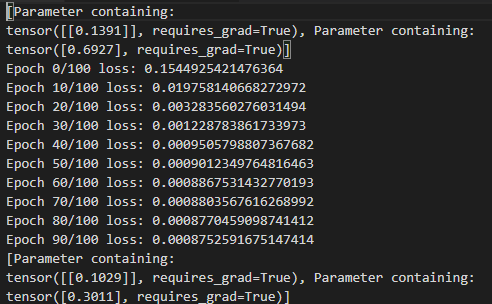 [Parameter containing:
tensor([[0.1391]], requires_grad=True), Parameter containing:
tensor([0.6927], requires_grad=True)]
Epoch 0/100 loss: 0.1544925421476364
Epoch 10/100 loss: 0.019758140668272972
Epoch 20/100 loss: 0.003283560276031494
Epoch 30/100 loss: 0.001228783861733973
Epoch 40/100 loss: 0.0009505798807367682
Epoch 50/100 loss: 0.0009012349764816463
Epoch 60/100 loss: 0.0008867531432770193
Epoch 70/100 loss: 0.0008803567616268992
Epoch 80/100 loss: 0.0008770459098741412
Epoch 90/100 loss: 0.0008752591675147414
[Parameter containing:
tensor([[0.1029]], requires_grad=True), Parameter containing:
tensor([0.3011], requires_grad=True)]